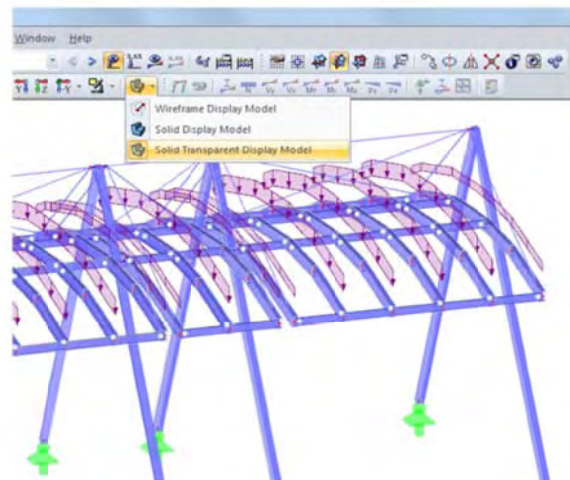 Window Help
Wireframe Display Model
Solid Display Model
Solid Transparent Display Model